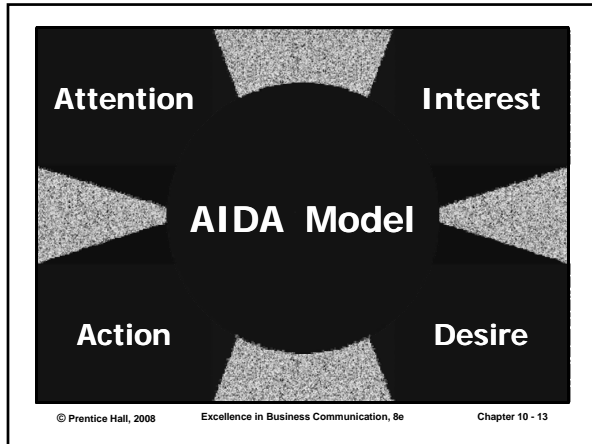 Attention Interest
AIDA Model
Action Desire
© Prentice Hall, 2008 Excellence in Business Communication, 8e Chapter 10 - 13